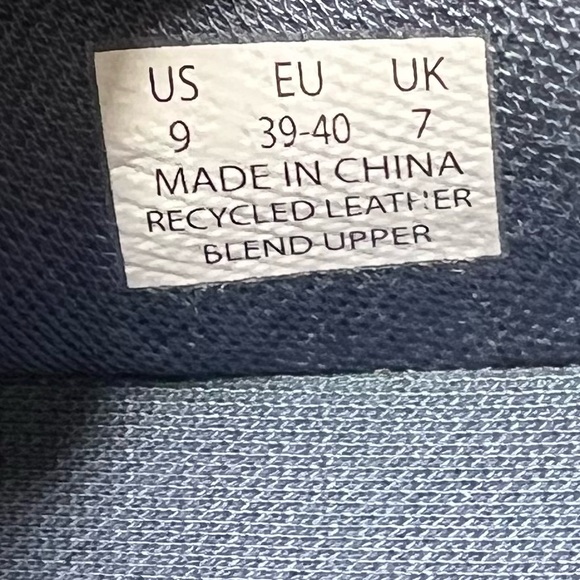 US EU UK
9 39-40 7
MADE IN CHINA
RECYCLED LEATHER
BLEND UPPER